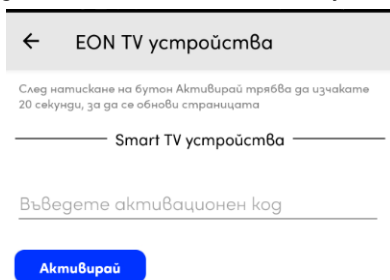 EON TV устройства
След натискане на бутон Активирай трябва да изчакате
20 секунди, за да се обнови страницата
Smart TV устройства
Въведете активационен код
Активирай